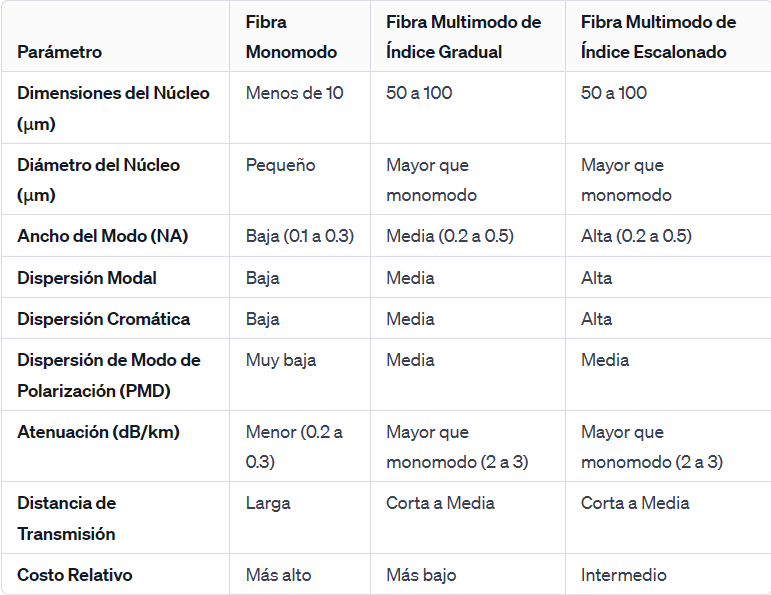 Parámetro
Fibra
Monomodo
Fibra Multimodo de
Índice Gradual
Fibra Multimodo de
Índice Escalonado
Dimensiones del Núcleo
(μm)
Menos de 10
50 a 100
50 a 100
Diámetro del Núcleo
(μm)
Pequeño
Mayor que
monomodo
Mayor que
monomodo
Ancho del Modo (NA)
Baja (0.1 a 0.3)
Media (0.2 a 0.5)
Alta (0.2 a 0.5)
Dispersión Modal
Baja
Media
Alta
Dispersión Cromática
Baja
Media
Alta
Dispersión de Modo de
Polarización (PMD)
Muy baja
Media
Media
Atenuación (dB/km)
Menor (0.2 a
0.3)
Mayor que
monomodo (2 a 3)
Mayor que
monomodo (2 a 3)
Distancia de
Transmisión
Larga
Corta a Media
Corta a Media
Costo Relativo
Más alto
Más bajo
Intermedio